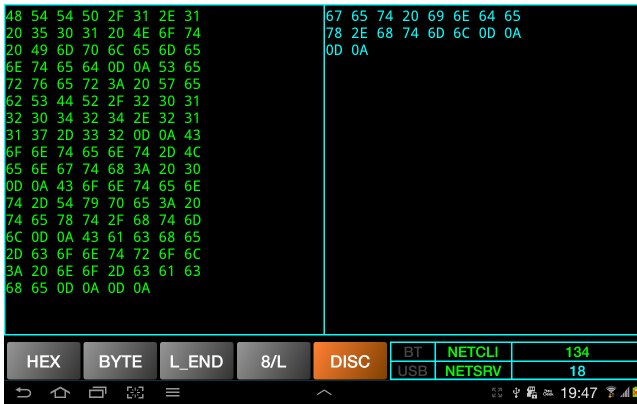 48 54 54 50 2F 31 2E 31
20 35 30 31 20 4E 6F 74
20 49 6D 70 6C 65 6D 65
6E 74 65 64 0D 0A 53 65
72 76 65 72 3A 20 57 65
62 53 44 52 2F 32 30 31
32 30 34 32 34 2E 32 31
31 37 2D 33 32 0D 0A 43
6F 6E 74 65 6E 74 2D 4C
65 6E 67 74 68 3A 20 30
0D 0A 43 6F 6E 74 65 6E
74 2D 54 79 70 65 3A 20
74 65 78 74 2F 68 74 6D
6C 0D 0A 43 61 63 68 65
2D 63 6F 6E 74 72 6F 6C
3A 20 6E 6F 2D 63 61 63
68 65 0D 0A 0D 0A
67 65 74 20 69 6E 64 65
78 2E 68 74 6D 6C 0D 0A
0D 0A
HEX BYTE L_END 8/L DISC
BT NETCLI 134
USB NETSRV 18
19:47